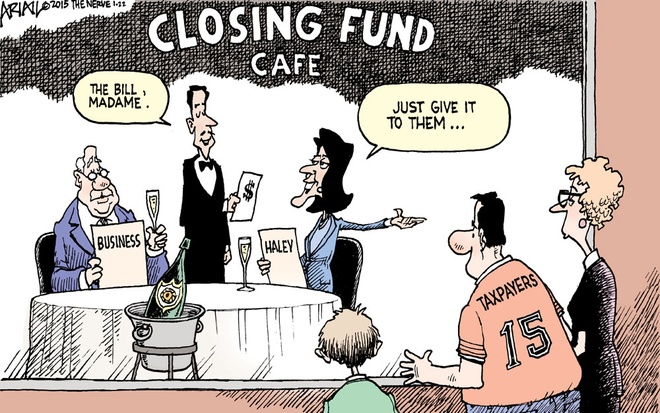 ARIAIL © 2015 THE NERVE 1.22
CLOSING FUND
CAFE
THE BILL,
MADAME.
JUST GIVE IT
TO THEM...
BUSINESS
$
HALEY
TAXPAYERS
15